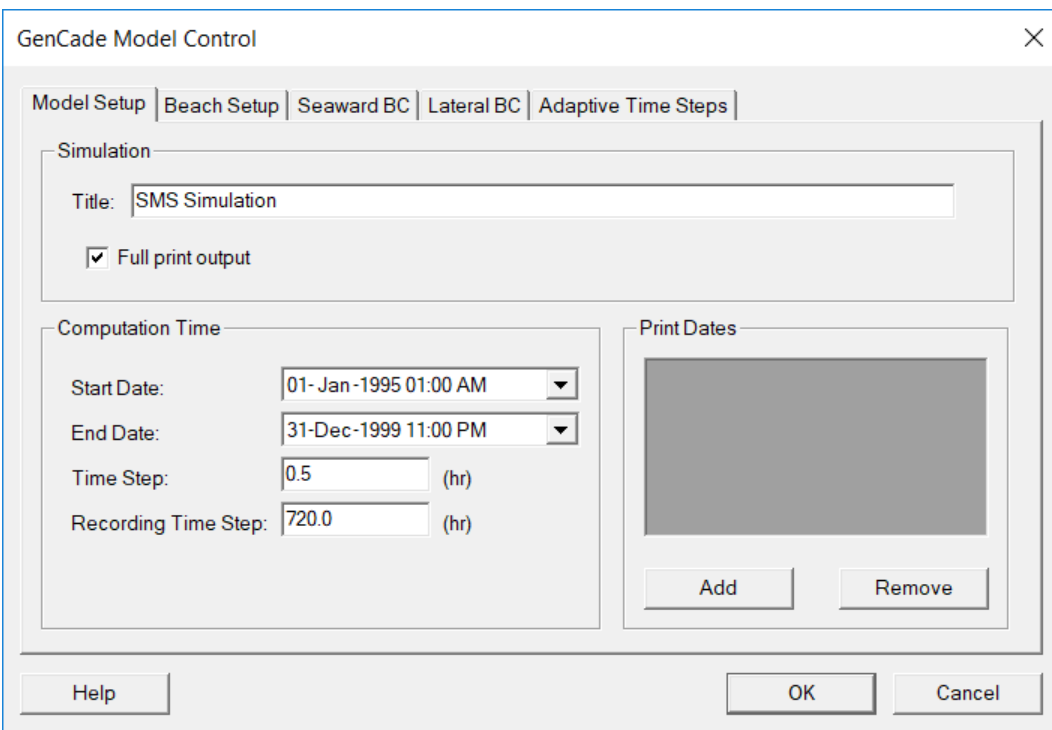 GenCade Model Control
Model Setup Beach Setup Seaward BC Lateral BC Adaptive Time Steps
Simulation
Title: SMS Simulation
Full print output
Computation Time
Start Date: 01-Jan-1995 01:00 AM
End Date: 31-Dec-1999 11:00 PM
Time Step: 0.5 (hr)
Recording Time Step: 720.0 (hr)
Print Dates
Add Remove
Help OK Cancel